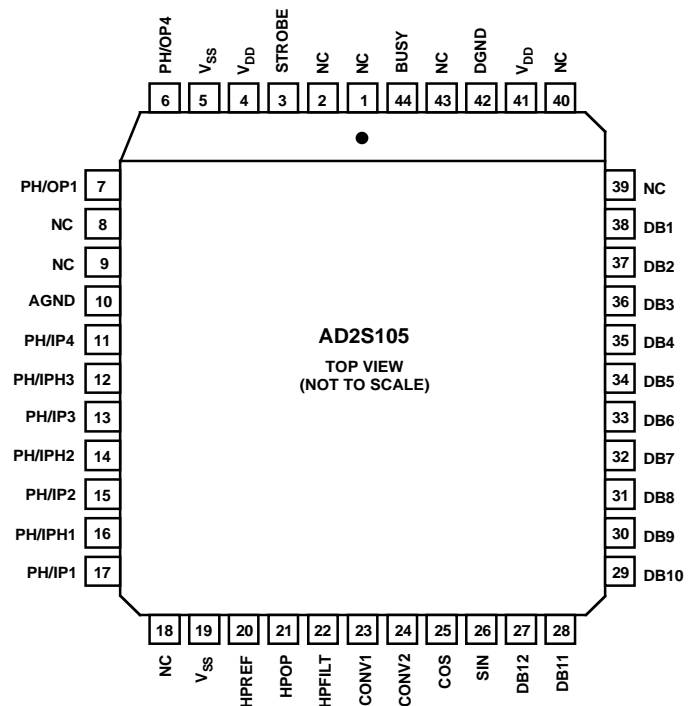 PH/OP4
VSS
VDD
STROBE
NC
NC
BUSY
NC
DGND
VDD
NC
6
5
4
3
2
1
44
43
42
41
40
PH/OP1 7
NC 8
NC 9
AGND 10
PH/IP4 11
PH/IPH3 12
PH/IP3 13
PH/IPH2 14
PH/IP2 15
PH/IPH1 16
PH/IP1 17
AD2S105
TOP VIEW
(NOT TO SCALE)
39 NC
38 DB1
37 DB2
36 DB3
35 DB4
34 DB5
33 DB6
32 DB7
31 DB8
30 DB9
29 DB10
18
19
20
21
22
23
24
25
26
27
28
NC
VSS
HPREF
HPOP
HPFILT
CONV1
CONV2
COS
SIN
DB12
DB11